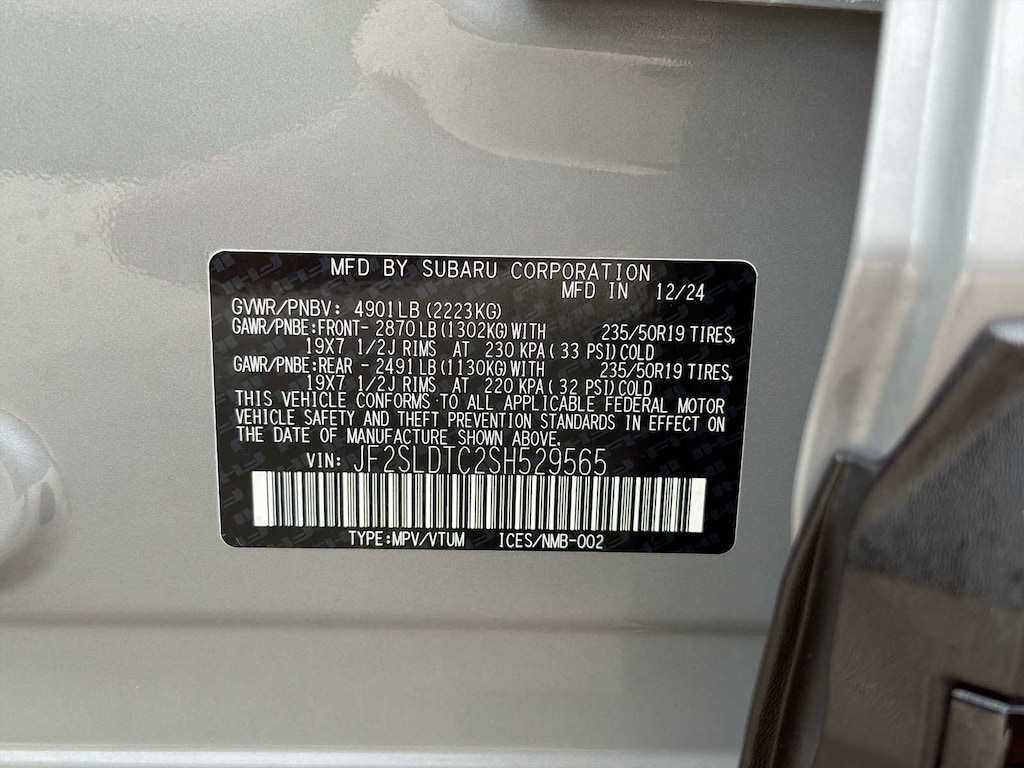 MFD BY SUBARU CORPORATION
MFD IN 12/24
GVWR/PNBV: 4901LB (2223KG)
GAWR/PNBE:FRONT- 2870LB (1302KG) WITH 235/50R19 TIRES,
19X7 1/2J RIMS AT 230 KPA ( 33 PSI) COLD
GAWR/PNBE:REAR - 2491LB (1130KG) WITH 235/50R19 TIRES,
19X7 1/2J RIMS AT 220 KPA ( 32 PSI) COLD
THIS VEHICLE CONFORMS TO ALL APPLICABLE FEDERAL MOTOR
VEHICLE SAFETY AND THEFT PREVENTION STANDARDS IN EFFECT ON
THE DATE OF MANUFACTURE SHOWN ABOVE.
VIN: JF2SLDTC2SH529565
TYPE:MPV/VTUM ICES/NMB-002